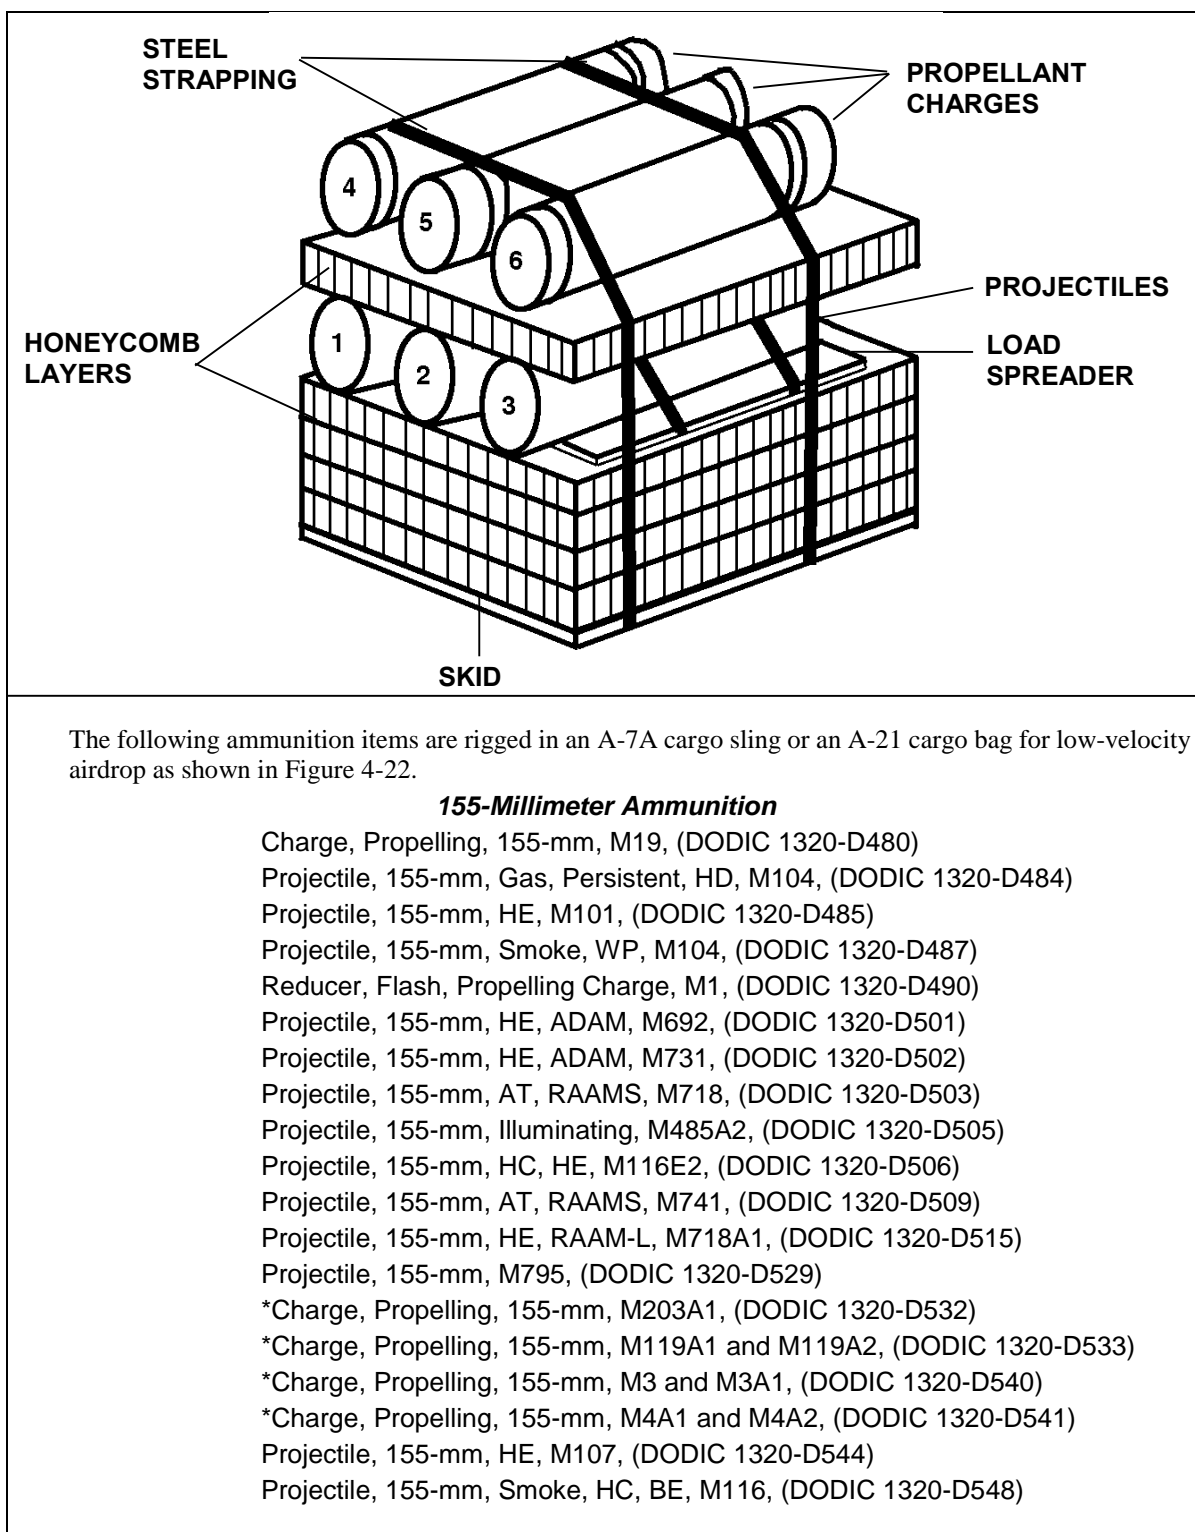 STEEL
STRAPPING
PROPELLANT
CHARGES
4
5
6
PROJECTILES
HONEYCOMB
LAYERS
1
2
3
LOAD
SPREADER
SKID
The following ammunition items are rigged in an A-7A cargo sling or an A-21 cargo bag for low-velocity
airdrop as shown in Figure 4-22.
155-Millimeter Ammunition
Charge, Propelling, 155-mm, M19, (DODIC 1320-D480)
Projectile, 155-mm, Gas, Persistent, HD, M104, (DODIC 1320-D484)
Projectile, 155-mm, HE, M101, (DODIC 1320-D485)
Projectile, 155-mm, Smoke, WP, M104, (DODIC 1320-D487)
Reducer, Flash, Propelling Charge, M1, (DODIC 1320-D490)
Projectile, 155-mm, HE, ADAM, M692, (DODIC 1320-D501)
Projectile, 155-mm, HE, ADAM, M731, (DODIC 1320-D502)
Projectile, 155-mm, AT, RAAMS, M718, (DODIC 1320-D503)
Projectile, 155-mm, Illuminating, M485A2, (DODIC 1320-D505)
Projectile, 155-mm, HC, HE, M116E2, (DODIC 1320-D506)
Projectile, 155-mm, AT, RAAMS, M741, (DODIC 1320-D509)
Projectile, 155-mm, HE, RAAM-L, M718A1, (DODIC 1320-D515)
Projectile, 155-mm, M795, (DODIC 1320-D529)
*Charge, Propelling, 155-mm, M203A1, (DODIC 1320-D532)
*Charge, Propelling, 155-mm, M119A1 and M119A2, (DODIC 1320-D533)
*Charge, Propelling, 155-mm, M3 and M3A1, (DODIC 1320-D540)
*Charge, Propelling, 155-mm, M4A1 and M4A2, (DODIC 1320-D541)
Projectile, 155-mm, HE, M107, (DODIC 1320-D544)
Projectile, 155-mm, Smoke, HC, BE, M116, (DODIC 1320-D548)